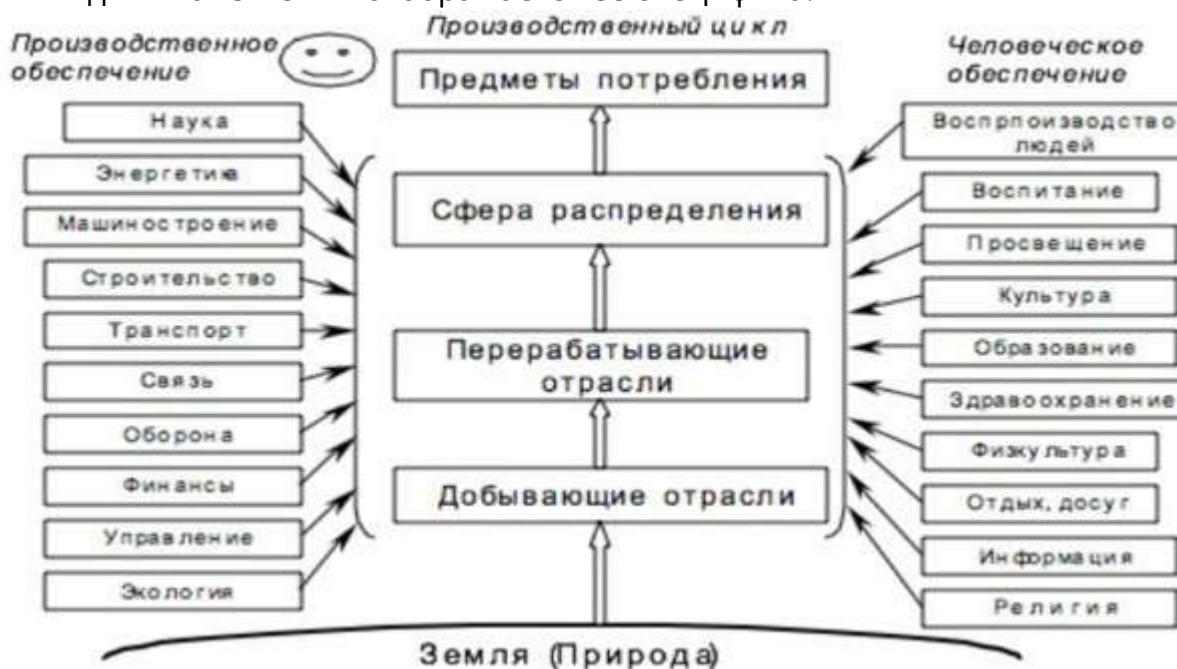 Производственное
обеспечение
Наука
Энергетика
Машиностроение
Строительство
Транспорт
Связь
Оборона
Финансы
Управление
Экология
Производственный цикл
Предметы потребления
Сфера распределения
Перерабатывающие
отрасли
Добывающие отрасли
Земля (Природа)
Человеческое
обеспечение
Воспрпоизводство
людей
Воспитание
Просвещение
Культура
Образование
Здравоохранение
Физкультура
Отдых, досуг
Информация
Религия